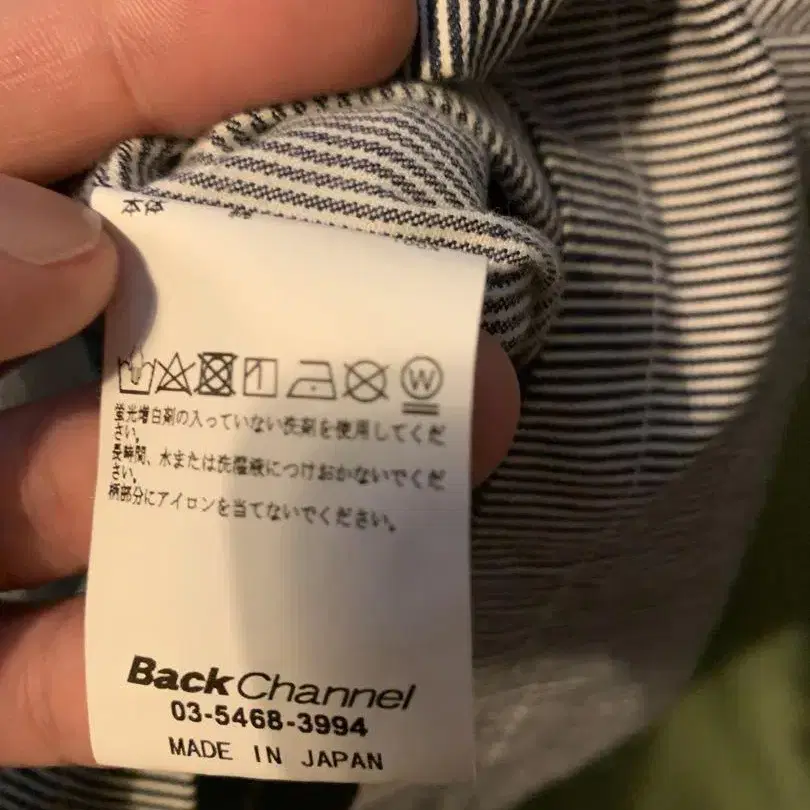 W
蛍光増白剤の入っていない洗剤を使用してくだ
さい。
長時間、水または洗濯液につけおかないでくだ
さい。
柄部分にアイロンを当てないでください。
Back Channel
03-5468-3994
MADE IN JAPAN